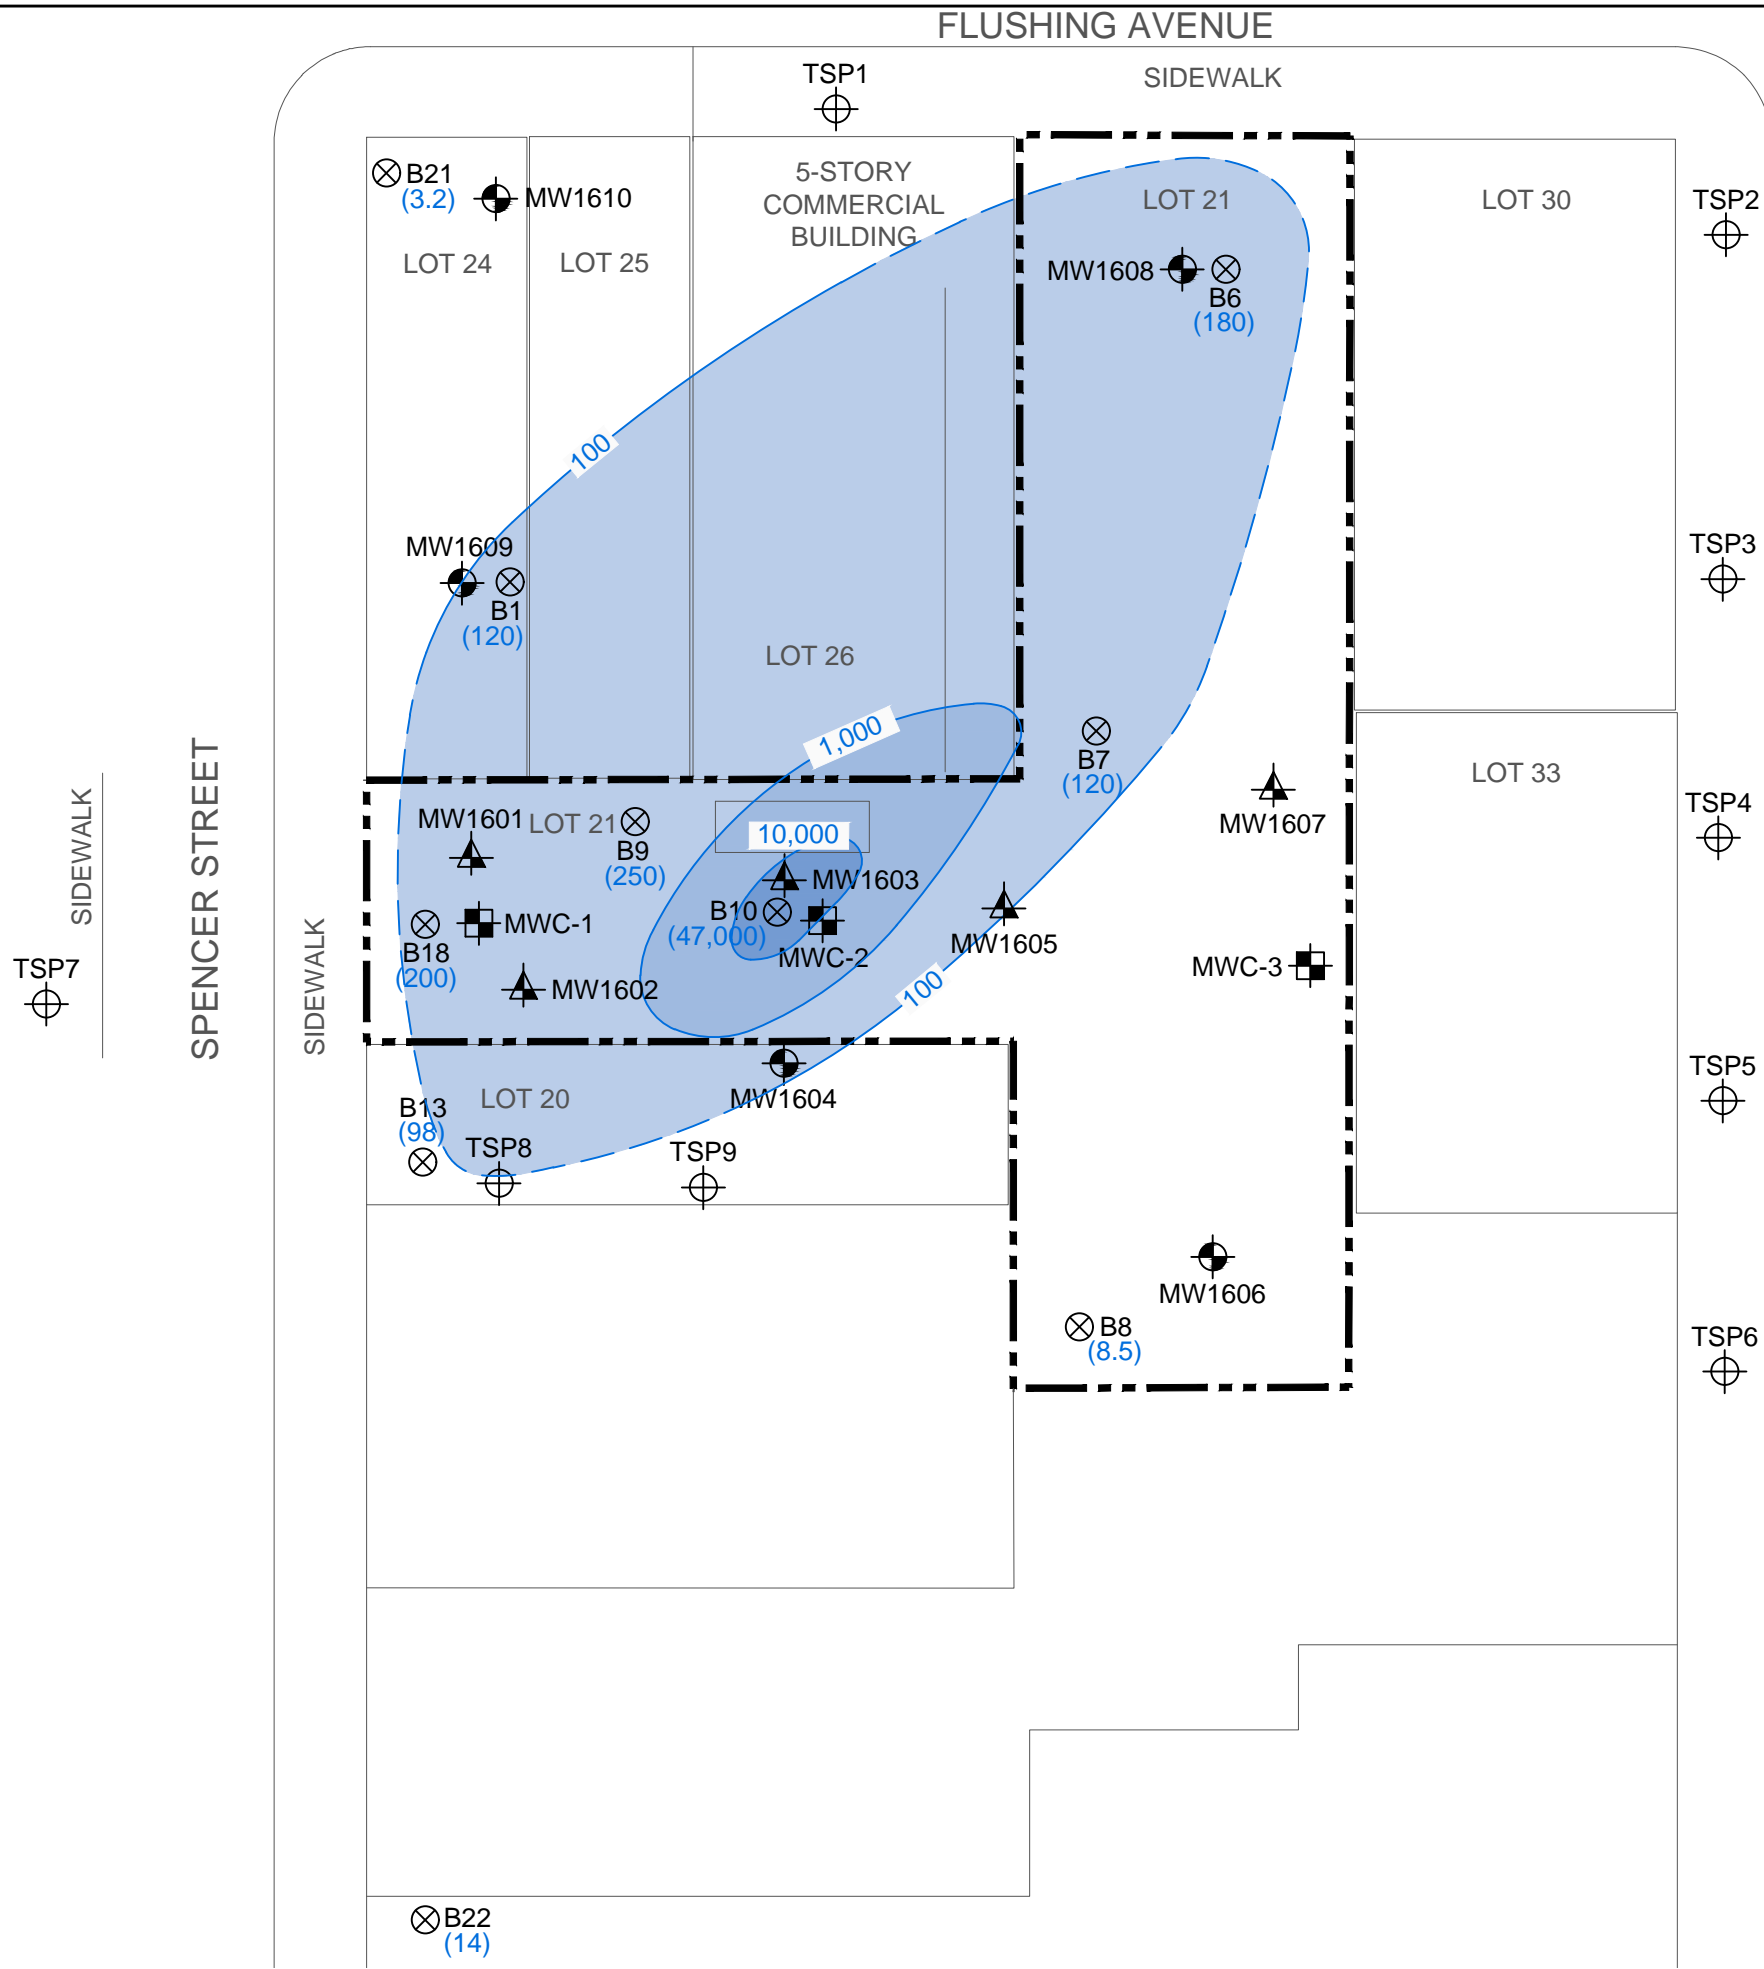 FLUSHING AVENUE
TSP1
SIDEWALK
B21
(3.2)
MW1610
5-STORY
COMMERCIAL
BUILDING
LOT 21
LOT 30
TSP2
LOT 24
LOT 25
MW1608
B6
(180)
100
MW1609
B1
(120)
TSP3
LOT 26
1,000
B7
(120)
LOT 33
SPENCER STREET
SIDEWALK
SIDEWALK
MW1601
LOT 21
B9
(250)
10,000
MW1603
MW1607
TSP4
B10
(47,000)
MWC-2
MWC-1
B18
(200)
MW1602
MW1605
100
MWC-3
TSP7
LOT 20
MW1604
B13
(98)
TSP8
TSP9
TSP5
MW1606
B8
(8.5)
TSP6
B22
(14)